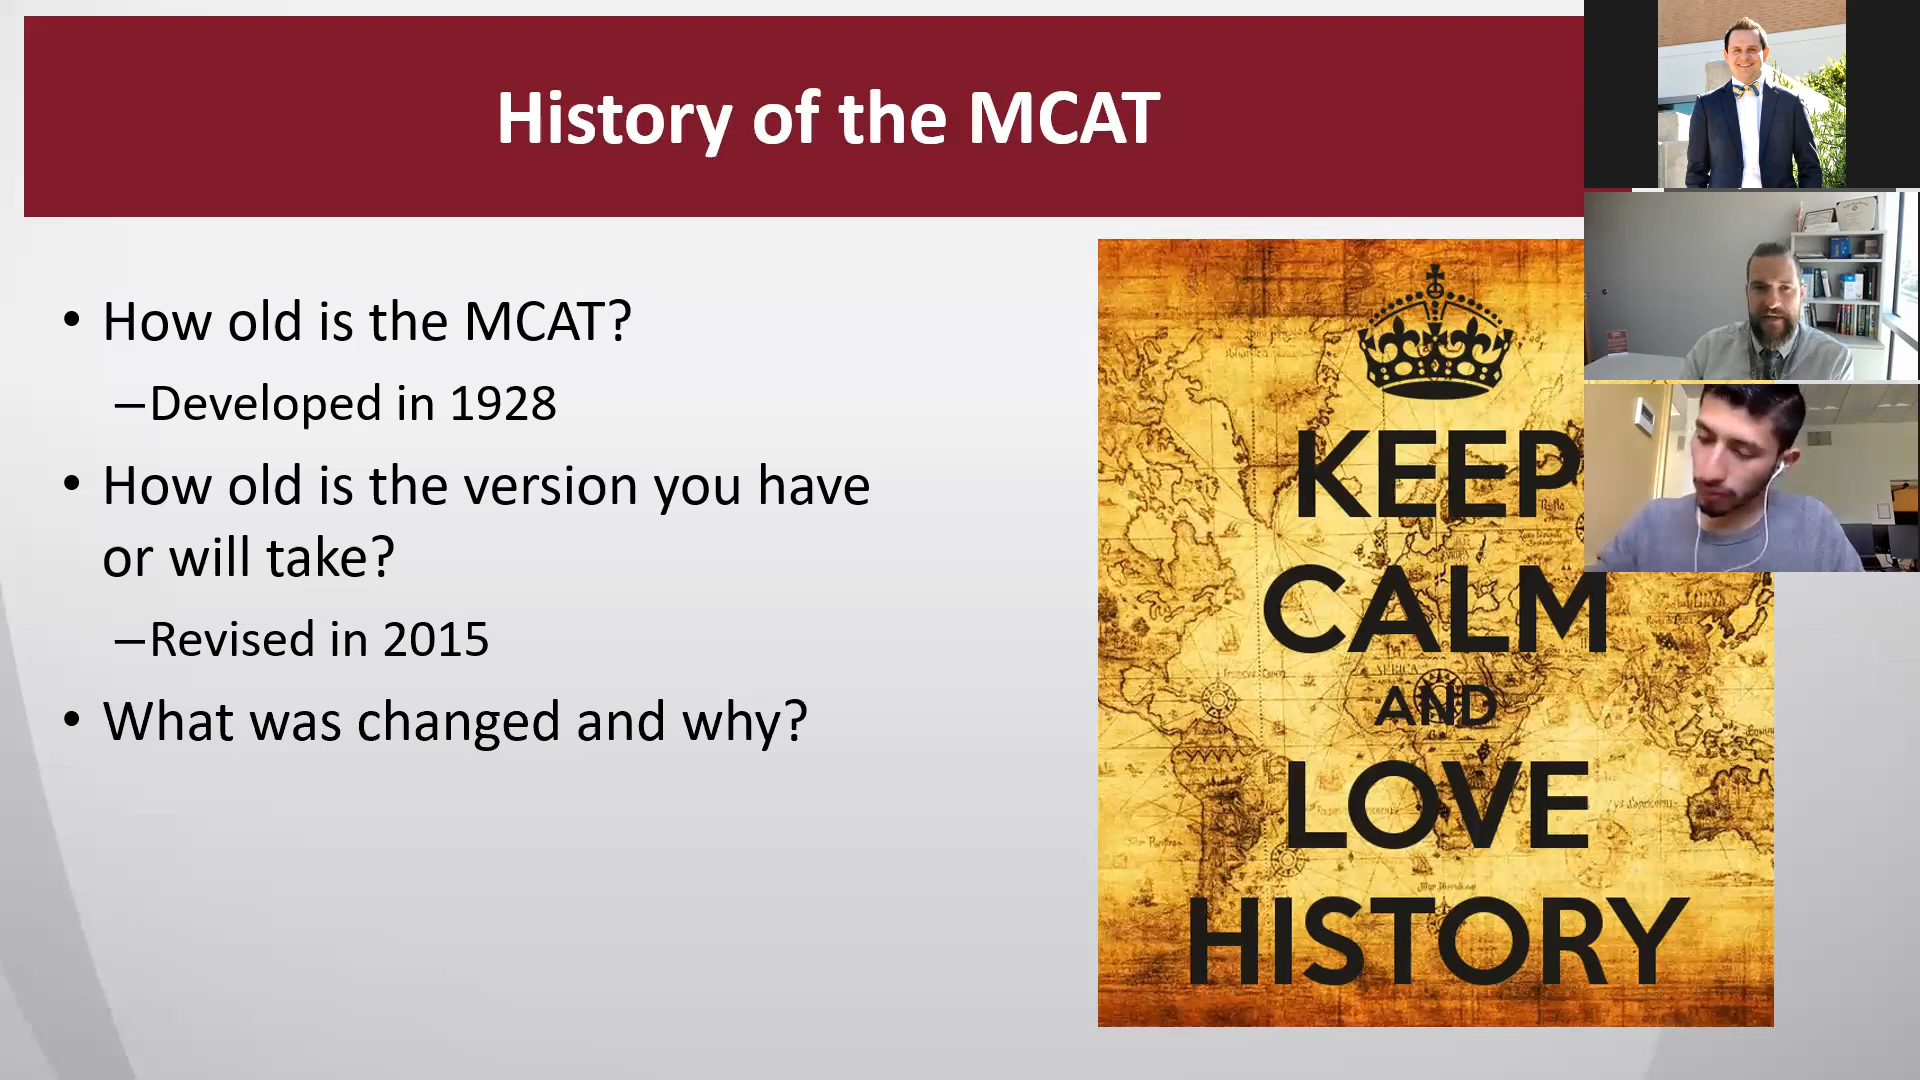 History of the MCAT
• How old is the MCAT?
–Developed in 1928
• How old is the version you have
or will take?
–Revised in 2015
• What was changed and why?
KEEP
CALM
AND
LOVE
HISTORY